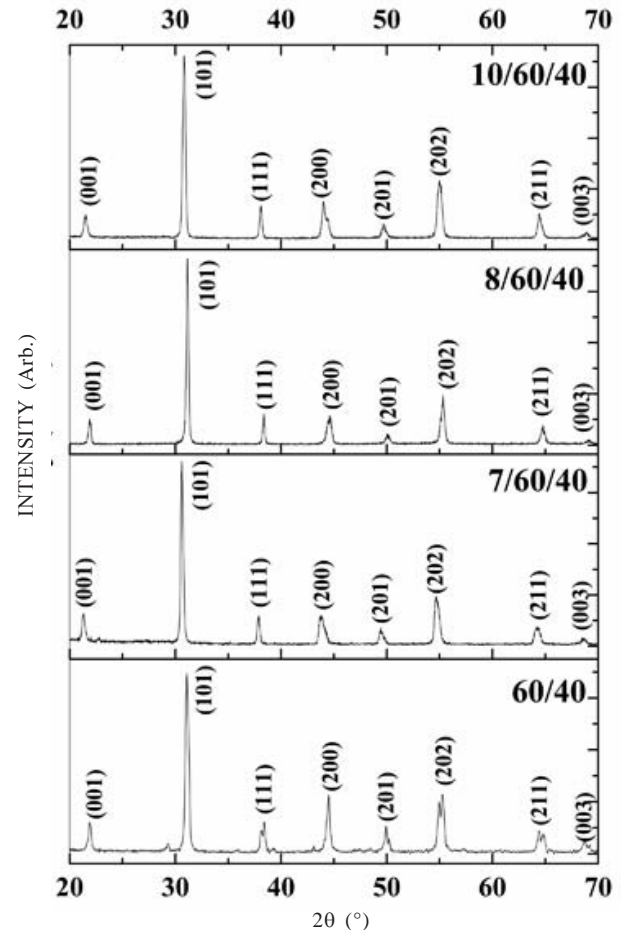 20 30 40 50 60 70
10/60/40
(001) (101) (111) (200) (201) (202) (211) (003)
8/60/40
(001) (101) (111) (200) (201) (202) (211) (003)
7/60/40
(001) (101) (111) (200) (201) (202) (211) (003)
60/40
(001) (101) (111) (200) (201) (202) (211) (003)
INTENSITY (Arb.)
20 30 40 50 60 70
2θ (°)